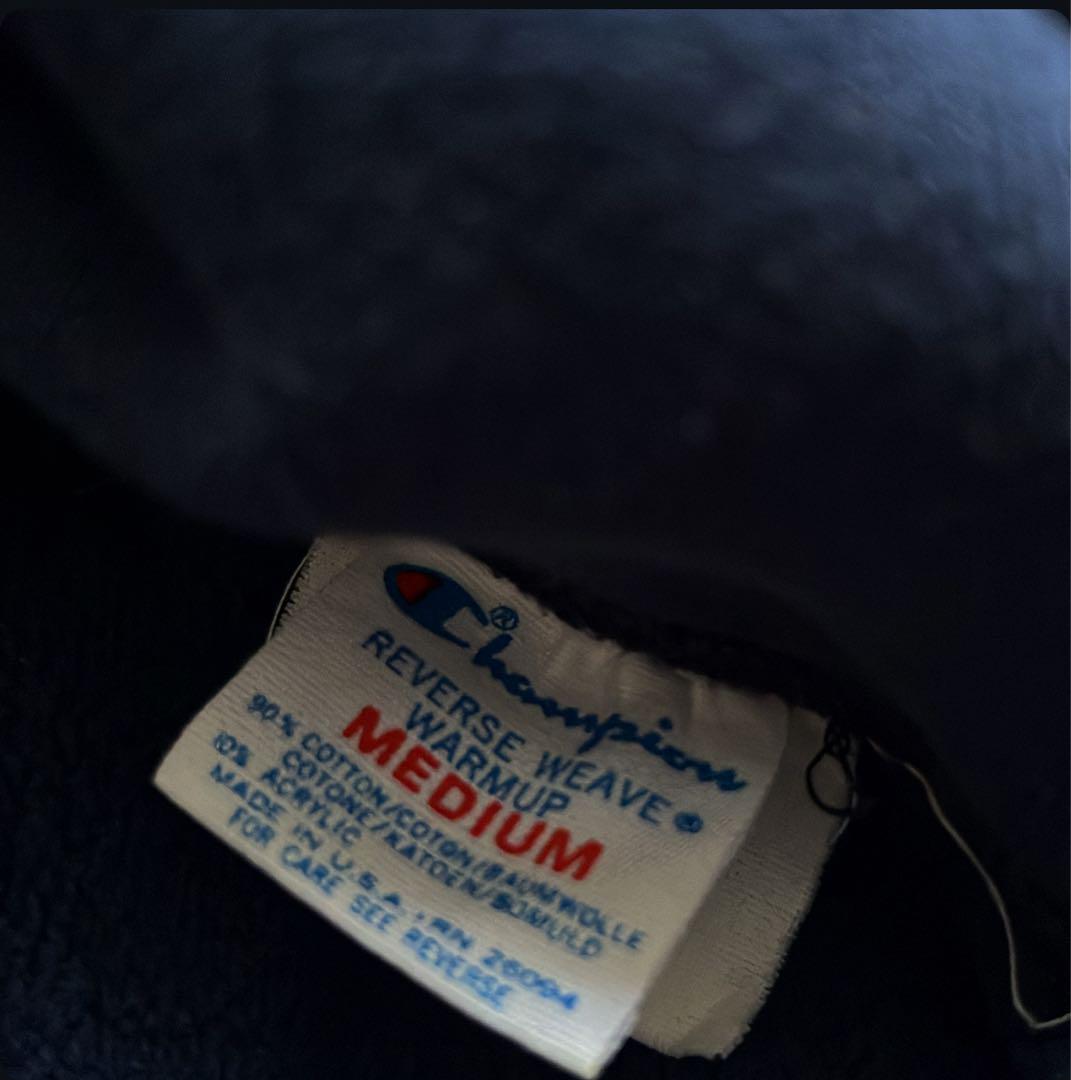 Champion®
REVERSE WEAVE®
WARMUP
MEDIUM
90% COTTON/COTON/BAUMWOLLE
COTONE/KATOEN/BOMULD
10% ACRYLIC
MADE IN U.S.A. RN 26094
FOR CARE SEE REVERSE